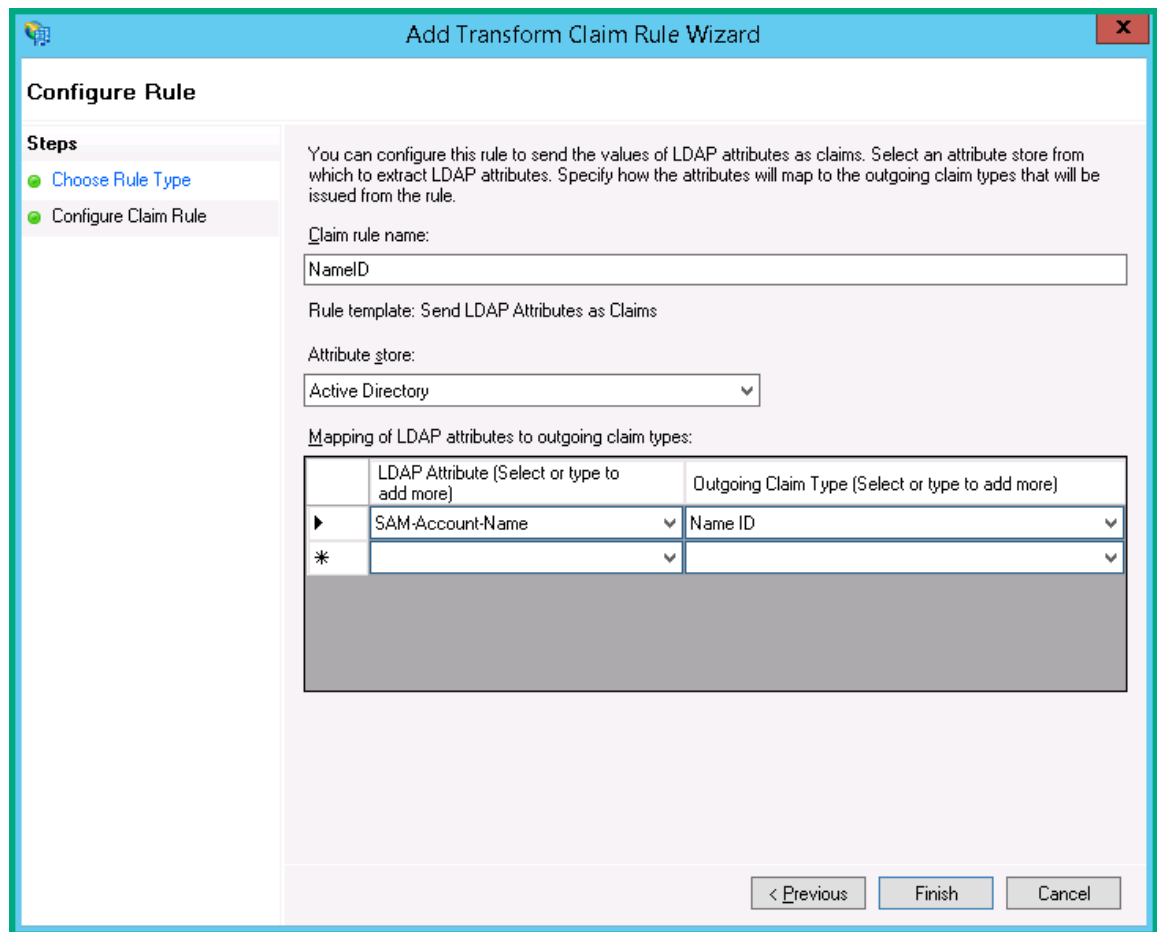 Add Transform Claim Rule Wizard
x
Configure Rule
Steps
Choose Rule Type
Configure Claim Rule
You can configure this rule to send the values of LDAP attributes as claims. Select an attribute store from
which to extract LDAP attributes. Specify how the attributes will map to the outgoing claim types that will be
issued from the rule.
Claim rule name:
NameID
Rule template: Send LDAP Attributes as Claims
Attribute store:
Active Directory
Mapping of LDAP attributes to outgoing claim types:
LDAP Attribute (Select or type to
add more)
Outgoing Claim Type (Select or type to add more)
SAM-Account-Name
Name ID
< Previous
Finish
Cancel